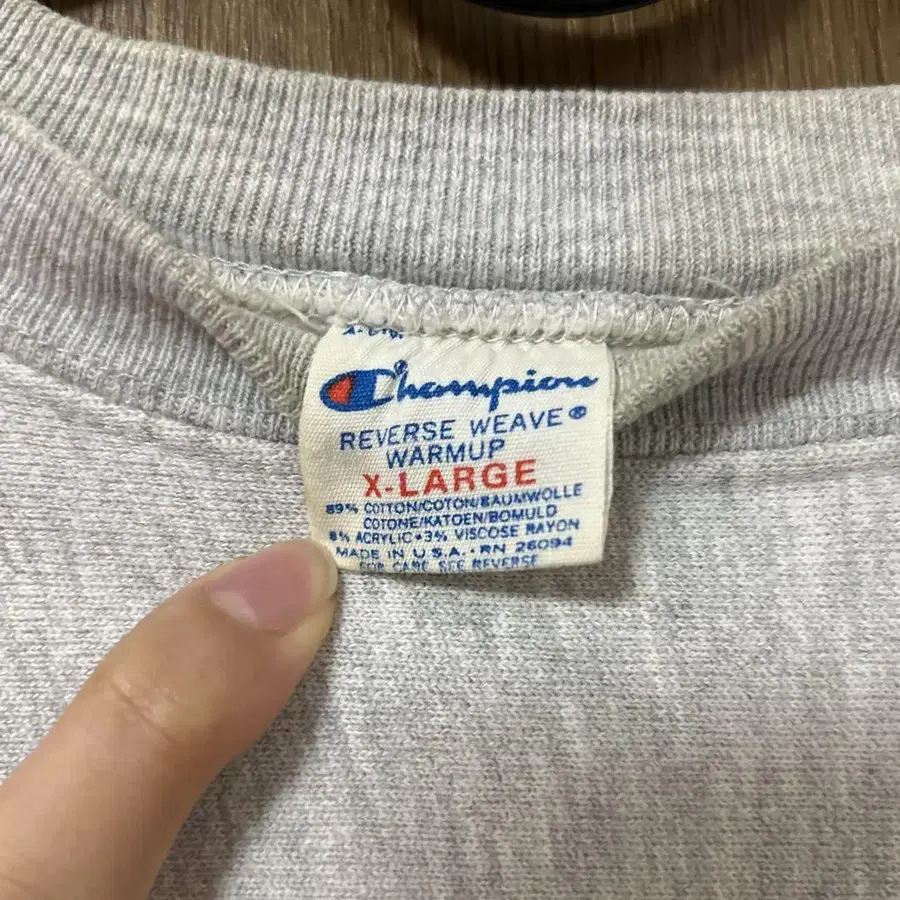 Champion
REVERSE WEAVE®
WARMUP
X-LARGE
89% COTTON/COTON/BAUMWOLLE
COTONE/KATOEN/BOMULD
8% ACRYLIC•3% VISCOSE RAYON
MADE IN U.S.A.•RN 26094
FOR CARE SEE REVERSE